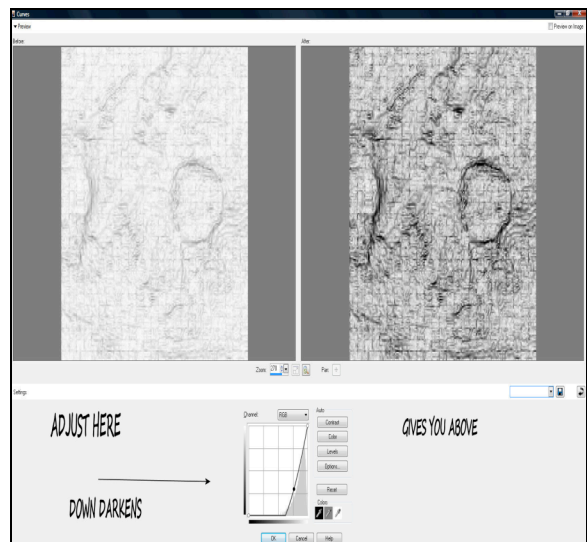 Curves
Preview
Preview on Image
Before:
After:
Zoom:
Pan:
Settings
ADJUST HERE
Channel:
RGB
Auto
Contrast
Color
Levels
Options...
Reset
Colors
GIVES YOU ABOVE
DOWN DARKENS
OK
Cancel
Help